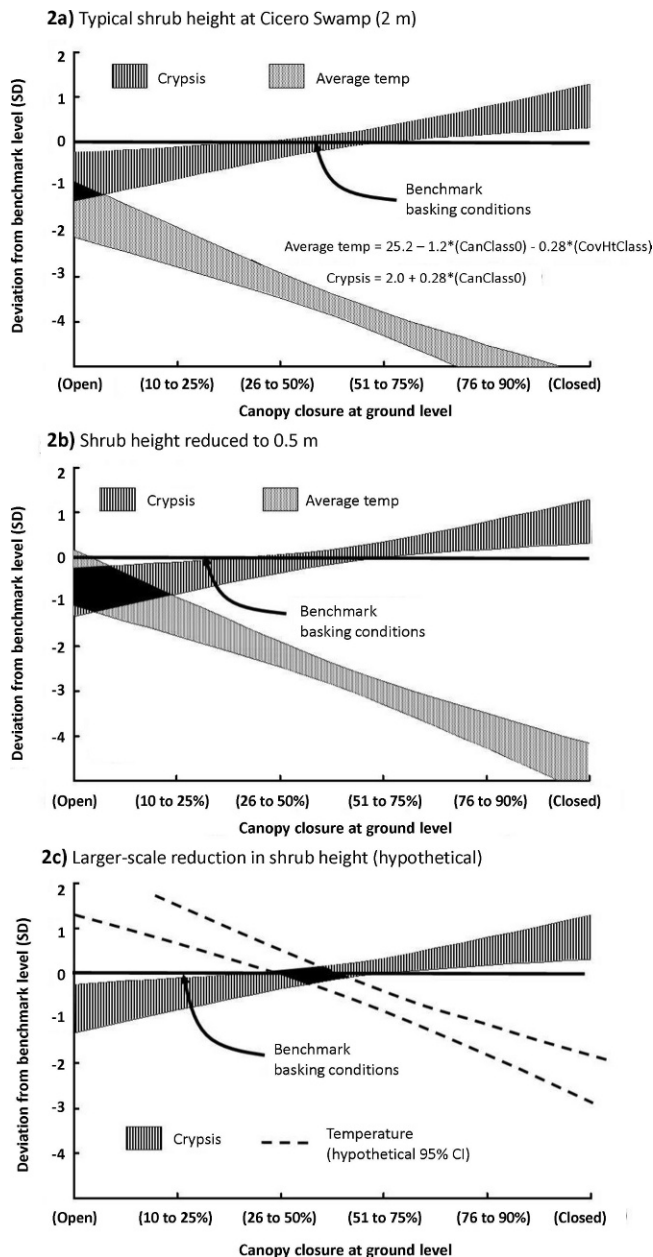 2a) Typical shrub height at Cicero Swamp (2 m)
Crypsis
Average temp
2
1
0
-1
-2
-3
-4
Deviation from benchmark level (SD)
Benchmark
basking conditions
Average temp = 25.2 – 1.2*(CanClass0) - 0.28*(CovHtClass)
Crypsis = 2.0 + 0.28*(CanClass0)
(Open) (10 to 25%) (26 to 50%) (51 to 75%) (76 to 90%) (Closed)
Canopy closure at ground level
2b) Shrub height reduced to 0.5 m
Crypsis
Average temp
2
1
0
-1
-2
-3
-4
Deviation from benchmark level (SD)
Benchmark
basking conditions
(Open) (10 to 25%) (26 to 50%) (51 to 75%) (76 to 90%) (Closed)
Canopy closure at ground level
2c) Larger-scale reduction in shrub height (hypothetical)
2
1
0
-1
-2
-3
-4
Deviation from benchmark level (SD)
Benchmark
basking conditions
Crypsis
Temperature
(hypothetical 95% CI)
(Open) (10 to 25%) (26 to 50%) (51 to 75%) (76 to 90%) (Closed)
Canopy closure at ground level